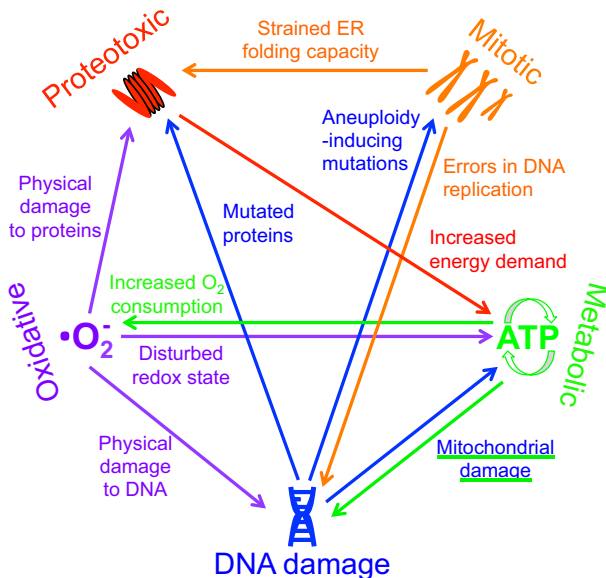 Strained ER
folding capacity
Proteotoxic
Mitotic
Aneuploidy
-inducing
mutations
Errors in DNA
replication
Physical
damage
to proteins
Mutated
proteins
Increased
energy demand
Increased O₂
consumption
Oxidative
•O₂⁻
Disturbed
redox state
ATP
Metabolic
Physical
damage
to DNA
Mitochondrial
damage
DNA damage